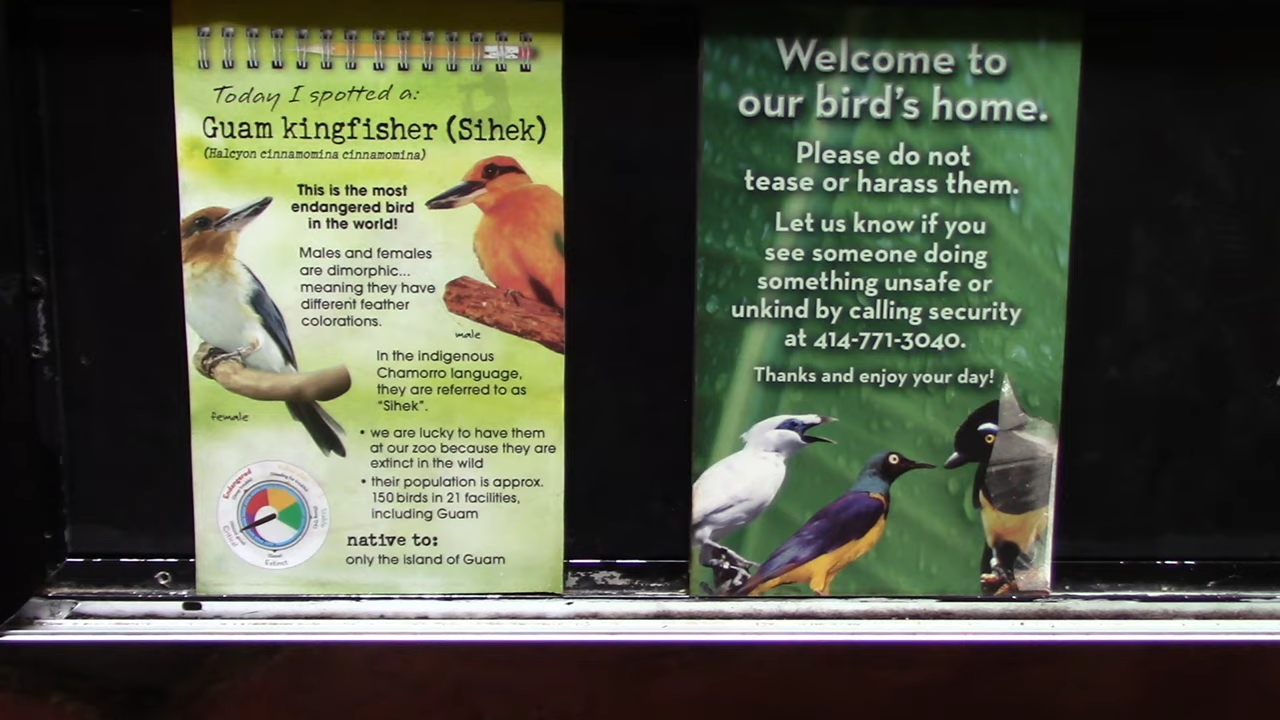 Today I spotted a:
Guam kingfisher (Sihek)
(Halcyon cinnamomina cinnamomina)
This is the most
endangered bird
in the world!
Males and females
are dimorphic...
meaning they have
different feather
colorations.
male
In the indigenous
Chamorro language,
they are referred to as
"Sihek".
female
• we are lucky to have them
at our zoo because they are
extinct in the wild
• their population is approx.
150 birds in 21 facilities,
including Guam
native to:
only the island of Guam
Endangered
Extinct
Welcome to
our bird's home.
Please do not
tease or harass them.
Let us know if you
see someone doing
something unsafe or
unkind by calling security
at 414-771-3040.
Thanks and enjoy your day!